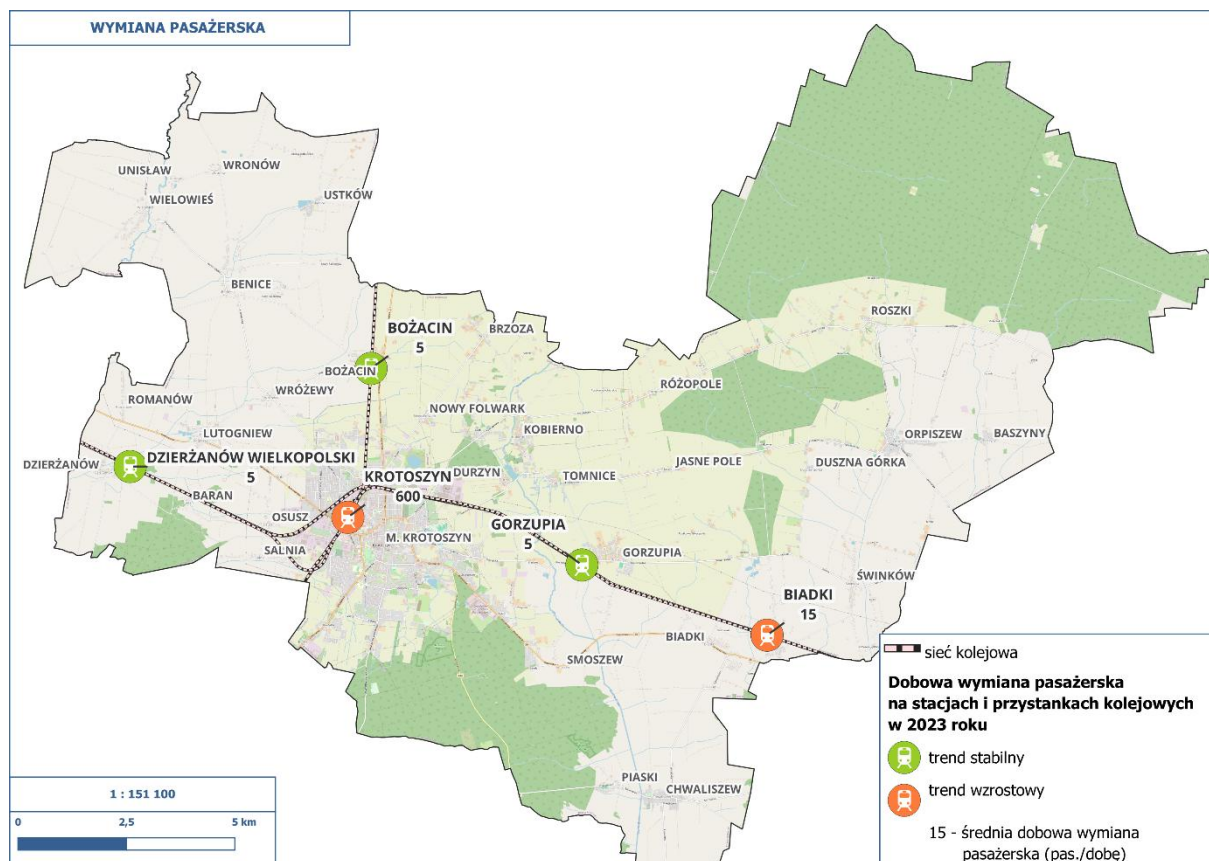 WYMIANA PASAŻERSKA
UNISŁAW
WRONÓW
WIELOWIEŚ
USTKÓW
BENICE
BOŻACIN
5
BRZOZA
ROSZKI
BOŻACIN
RÓŻOPOLE
WRÓŻEWY
ROMANÓW
NOWY FOLWARK
LUTOGNIEW
KOBIERNO
ORPISZEW
BASZYNY
DZIERŻANÓW
DZIERŻANÓW WIELKOPOLSKI
5
KROTOSZYN
600
DURZYN
TOMNICE
JASNE POLE
DUSZNA GÓRKA
BARAN
OSUSZ
GORZUPIA
5
M. KROTOSZYN
SALNIA
GORZUPIA
ŚWINKÓW
BIADKI
15
BIADKI
SMOSZEW
PIASKI
CHWALISZEW
sieć kolejowa
Dobowa wymiana pasażerska
na stacjach i przystankach kolejowych
w 2023 roku
trend stabilny
trend wzrostowy
15 - średnia dobowa wymiana
pasażerska (pas./dobę)
1 : 151 100
0 2,5 5 km